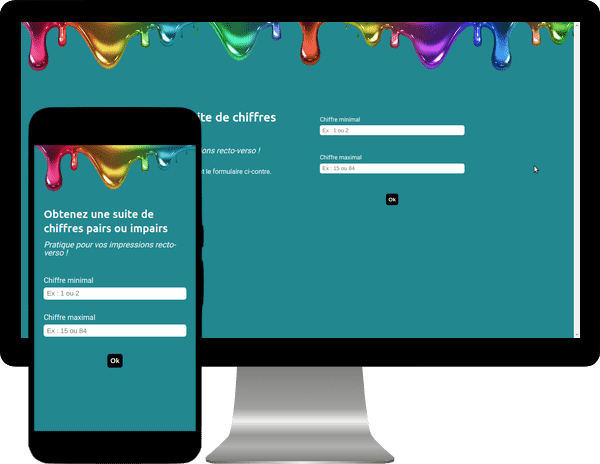 ite de chiffres
ions recto-verso !
et le formulaire ci-contre.
Chiffre minimal
Ex : 1 ou 2
Chiffre maximal
Ex : 15 ou 84
Ok
Obtenez une suite de
chiffres pairs ou impairs
Pratique pour vos impressions recto-
verso !
Chiffre minimal
Ex : 1 ou 2
Chiffre maximal
Ex : 15 ou 84
Ok